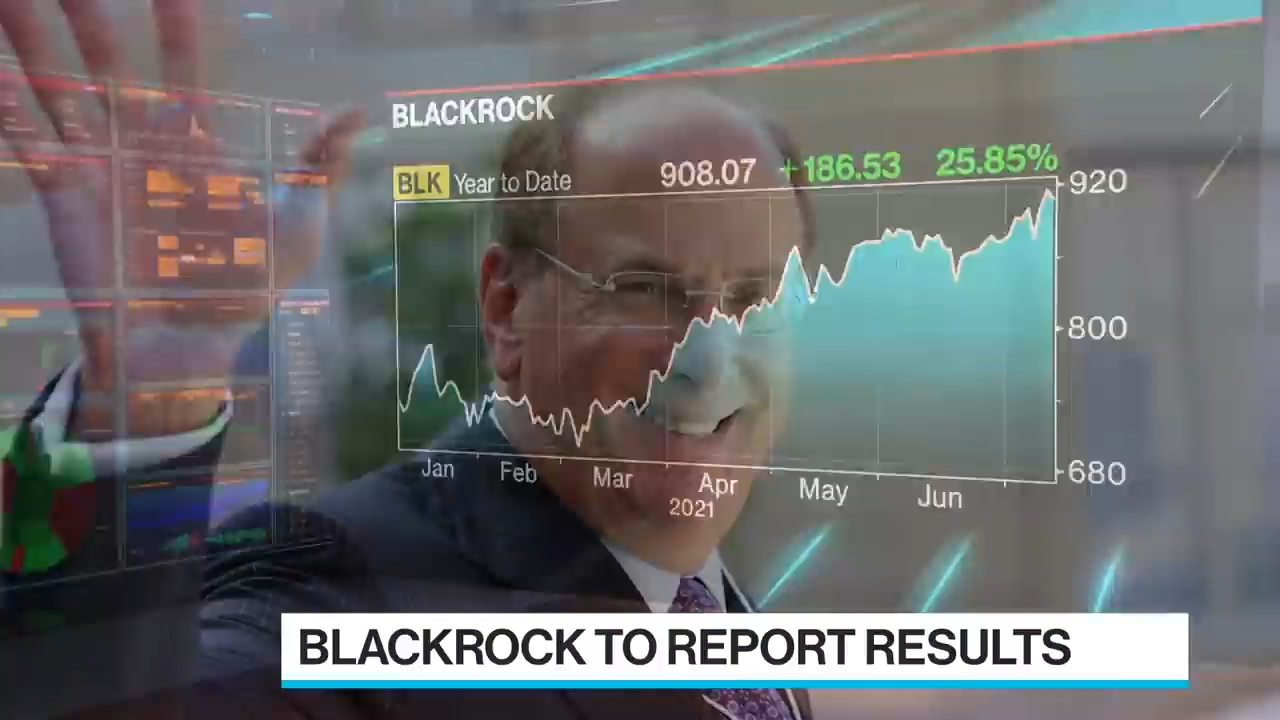 BLACKROCK
BLK Year to Date 908.07 +186.53 25.85%
920
800
680
Jan Feb Mar Apr May Jun
2021
BLACKROCK TO REPORT RESULTS